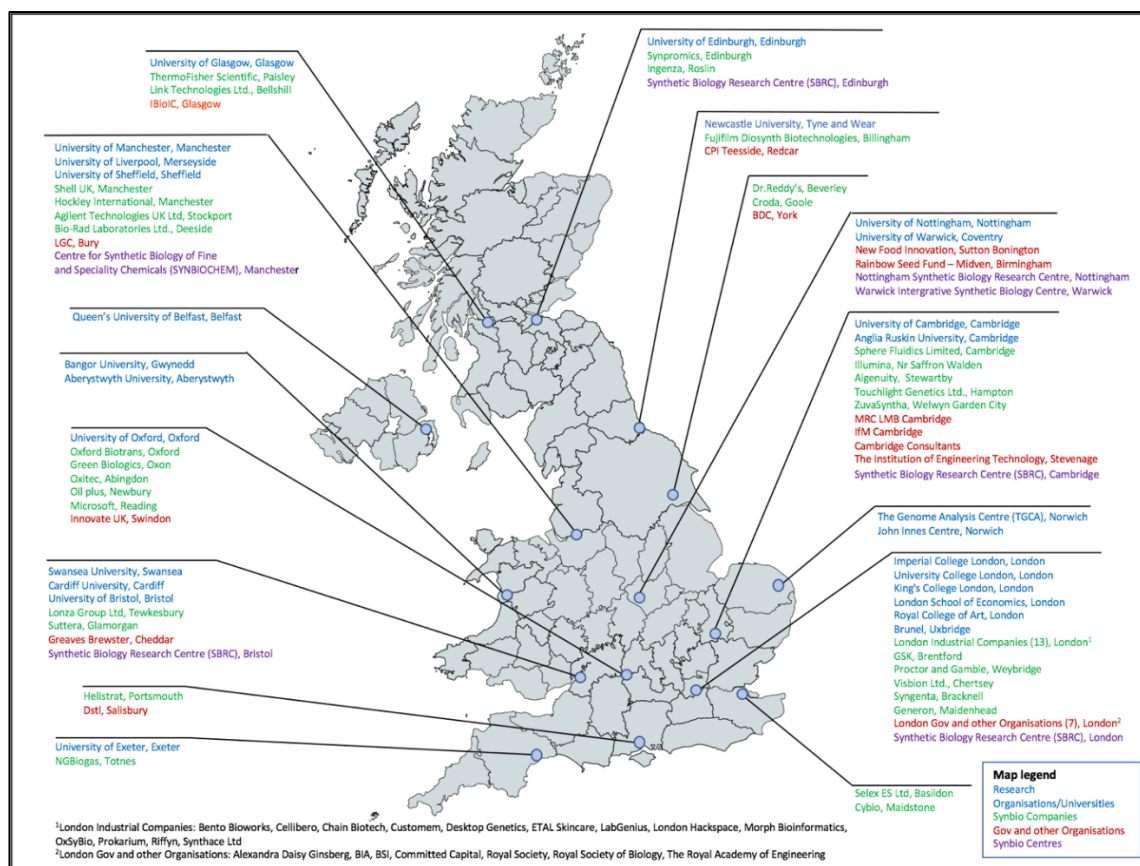 University of Glasgow, Glasgow
ThermoFisher Scientific, Paisley
Link Technologies Ltd., Bellshill
IBioIC, Glasgow
University of Edinburgh, Edinburgh
Synpromics, Edinburgh
Ingenza, Roslin
Synthetic Biology Research Centre (SBRC), Edinburgh
Newcastle University, Tyne and Wear
Fujifilm Diosynth Biotechnologies, Billingham
CPI Teesside, Redcar
University of Manchester, Manchester
University of Liverpool, Merseyside
University of Sheffield, Sheffield
Shell UK, Manchester
Hockley International, Manchester
Agilent Technologies UK Ltd, Stockport
Bio-Rad Laboratories Ltd., Deeside
LGC, Bury
Centre for Synthetic Biology of Fine
and Speciality Chemicals (SYNBIOCHEM), Manchester
Dr.Reddy's, Beverley
Croda, Goole
BDC, York
University of Nottingham, Nottingham
University of Warwick, Coventry
New Food Innovation, Sutton Bonington
Rainbow Seed Fund – Midven, Birmingham
Nottingham Synthetic Biology Research Centre, Nottingham
Warwick Intergrative Synthetic Biology Centre, Warwick
Queen's University of Belfast, Belfast
Bangor University, Gwynedd
Aberystwyth University, Aberystwyth
University of Cambridge, Cambridge
Anglia Ruskin University, Cambridge
Sphere Fluidics Limited, Cambridge
Illumina, Nr Saffron Walden
Algenuity, Stewartby
Touchlight Genetics Ltd., Hampton
ZuvaSyntha, Welwyn Garden City
MRC LMB Cambridge
IfM Cambridge
Cambridge Consultants
The Institution of Engineering Technology, Stevenage
Synthetic Biology Research Centre (SBRC), Cambridge
University of Oxford, Oxford
Oxford Biotrans, Oxford
Green Biologics, Oxon
Oxitec, Abingdon
Oil plus, Newbury
Microsoft, Reading
Innovate UK, Swindon
The Genome Analysis Centre (TGCA), Norwich
John Innes Centre, Norwich
Swansea University, Swansea
Cardiff University, Cardiff
University of Bristol, Bristol
Lonza Group Ltd, Tewkesbury
Suttera, Glamorgan
Greaves Brewster, Cheddar
Synthetic Biology Research Centre (SBRC), Bristol
Imperial College London, London
University College London, London
King's College London, London
London School of Economics, London
Royal College of Art, London
Brunel, Uxbridge
London Industrial Companies (13), London¹
GSK, Brentford
Proctor and Gamble, Weybridge
Visbion Ltd., Chertsey
Syngenta, Bracknell
Generon, Maidenhead
London Gov and other Organisations (7), London²
Synthetic Biology Research Centre (SBRC), London
Helistrat, Portsmouth
Dstl, Salisbury
University of Exeter, Exeter
NGBiogas, Totnes
Selex ES Ltd, Basildon
Cybio, Maidstone
Map legend
Research
Organisations/Universities
Synbio Companies
Gov and other Organisations
Synbio Centres
¹London Industrial Companies: Bento Bioworks, Cellibero, Chain Biotech, Customem, Desktop Genetics, ETAL Skincare, LabGenius, London Hackspace, Morph Bioinformatics,
OxSyBio, Prokarium, Riffyn, Synthace Ltd
²London Gov and other Organisations: Alexandra Daisy Ginsberg, BIA, BSI, Committed Capital, Royal Society, Royal Society of Biology, The Royal Academy of Engineering